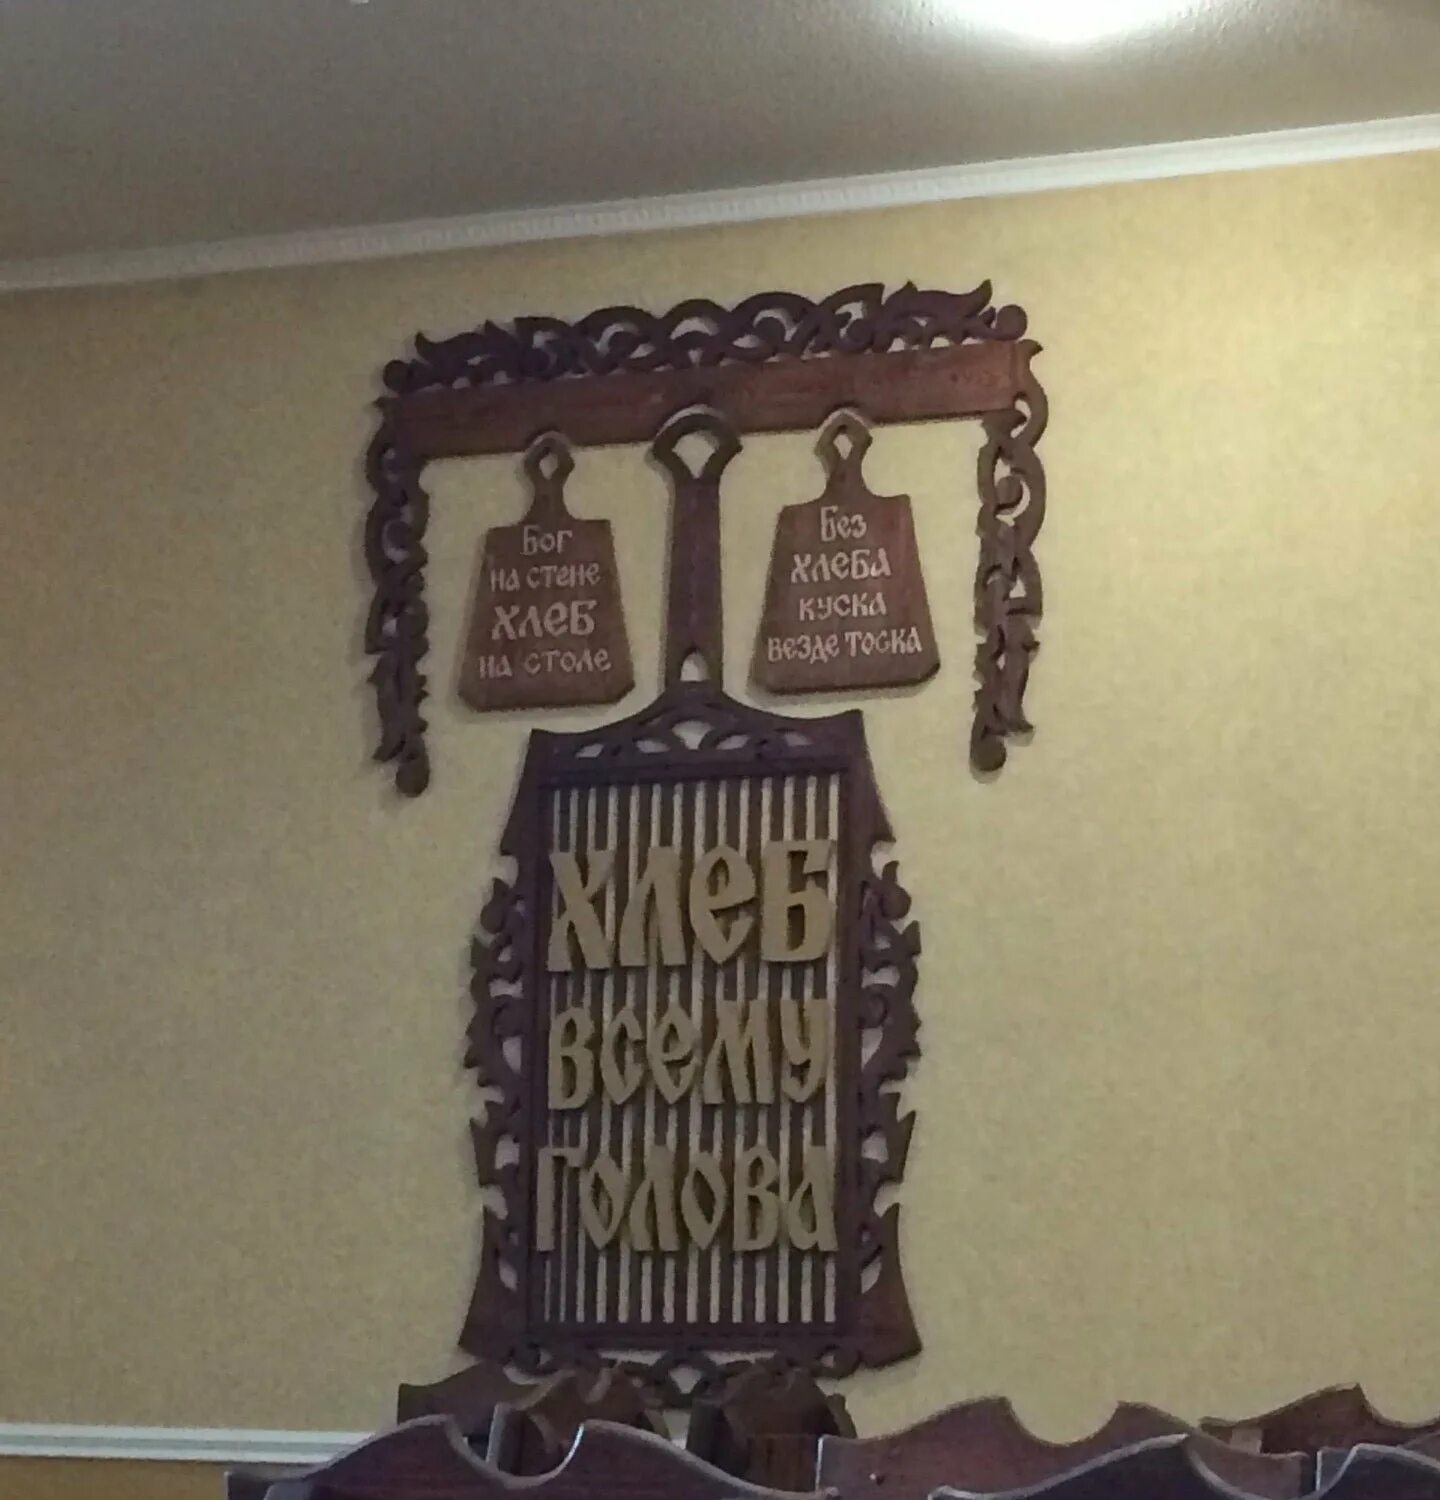 Бог
на стене
хлеб
на столе
Без
хлеба
куска
везде тоска
хлеб
всему
голова